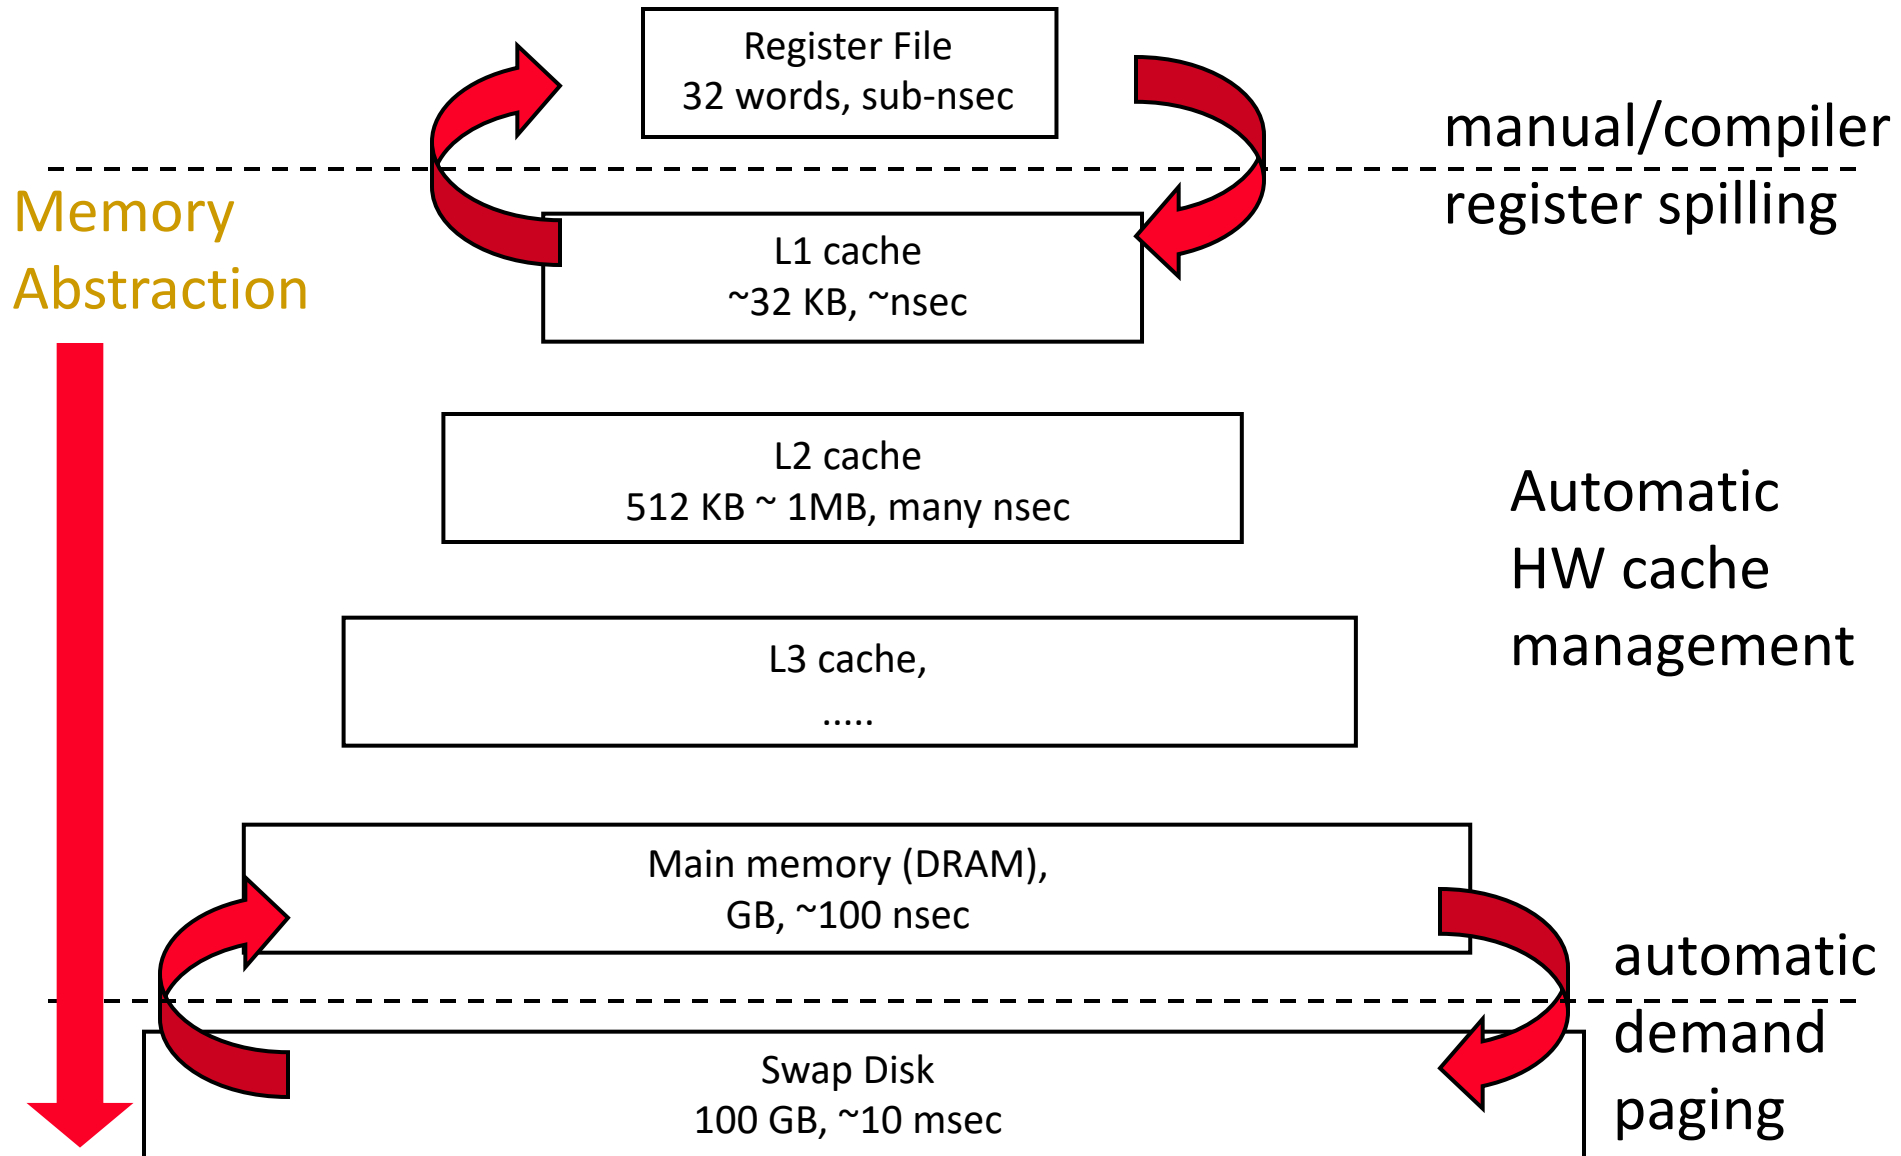 Register File
32 words, sub-nsec
manual/compiler
register spilling
Memory
Abstraction
L1 cache
~32 KB, ~nsec
L2 cache
512 KB ~ 1MB, many nsec
Automatic
HW cache
management
L3 cache,
.....
Main memory (DRAM),
GB, ~100 nsec
automatic
demand
paging
Swap Disk
100 GB, ~10 msec